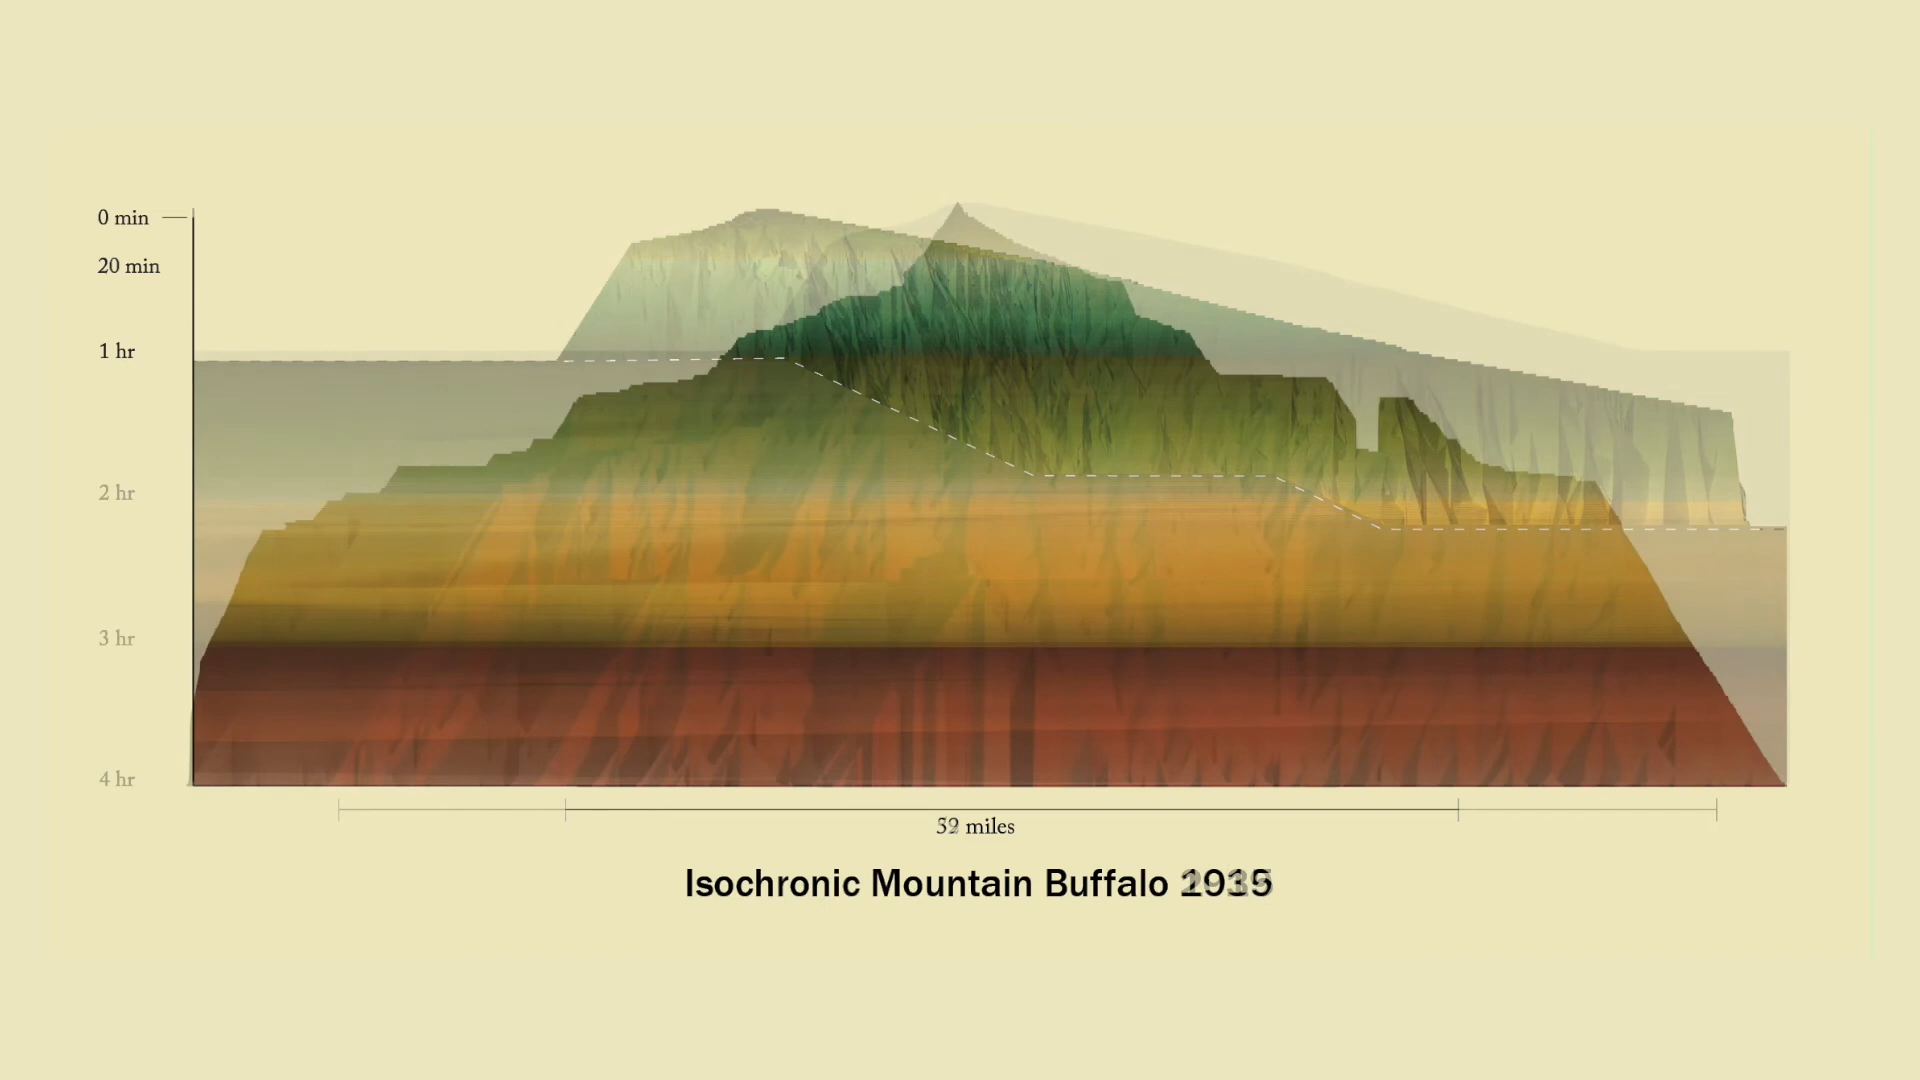 0 min
20 min
1 hr
2 hr
3 hr
4 hr
miles
Isochronic Mountain Buffalo